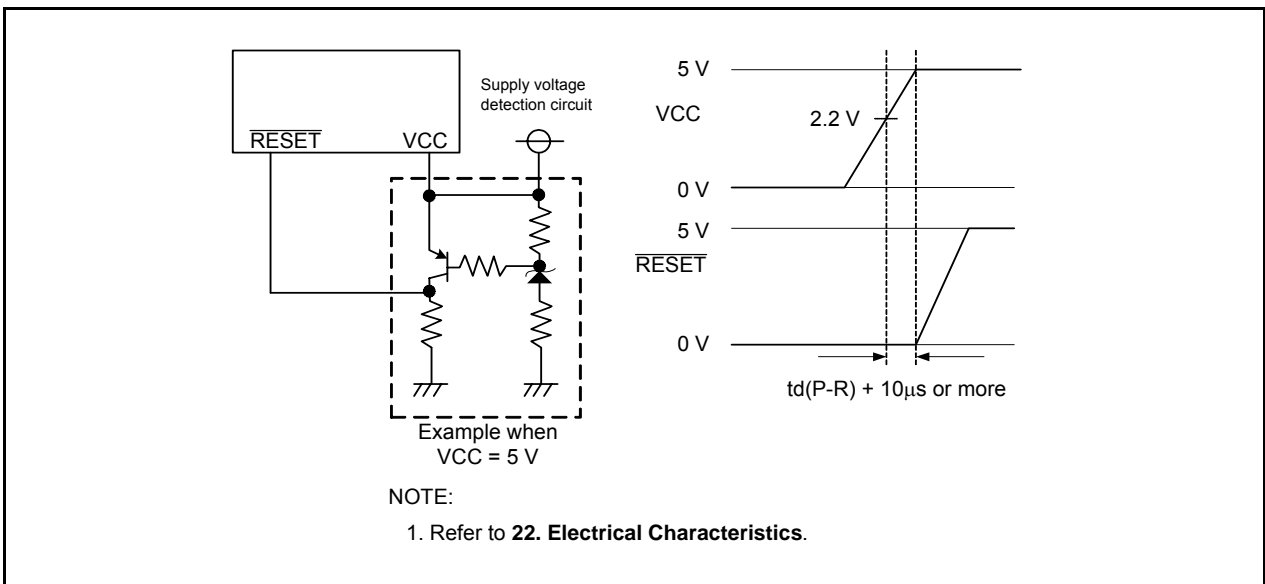 Supply voltage
detection circuit
RESET VCC
Example when
VCC = 5 V
5 V
VCC
2.2 V
0 V
5 V
RESET
0 V
td(P-R) + 10μs or more
NOTE:
1. Refer to 22. Electrical Characteristics.